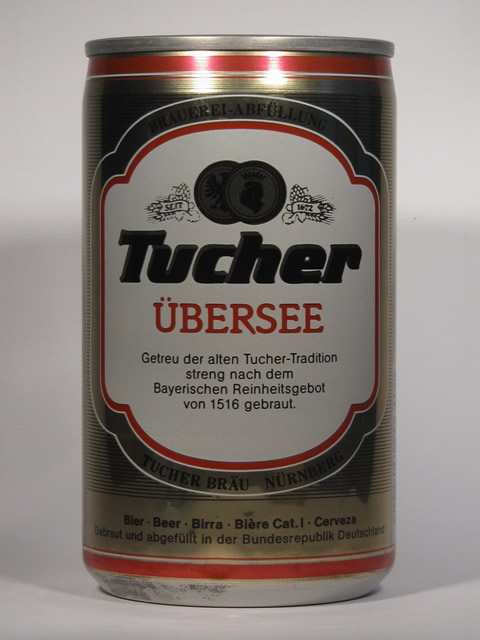 BRAUEREI-ABFÜLLUNG
SEIT 1672
Tucher
ÜBERSEE
Getreu der alten Tucher-Tradition
streng nach dem
Bayerischen Reinheitsgebot
von 1516 gebraut.
TUCHER BRÄU NÜRNBERG
Bier · Beer · Birra · Bière Cat. I · Cerveza
Gebraut und abgefüllt in der Bundesrepublik Deutschland